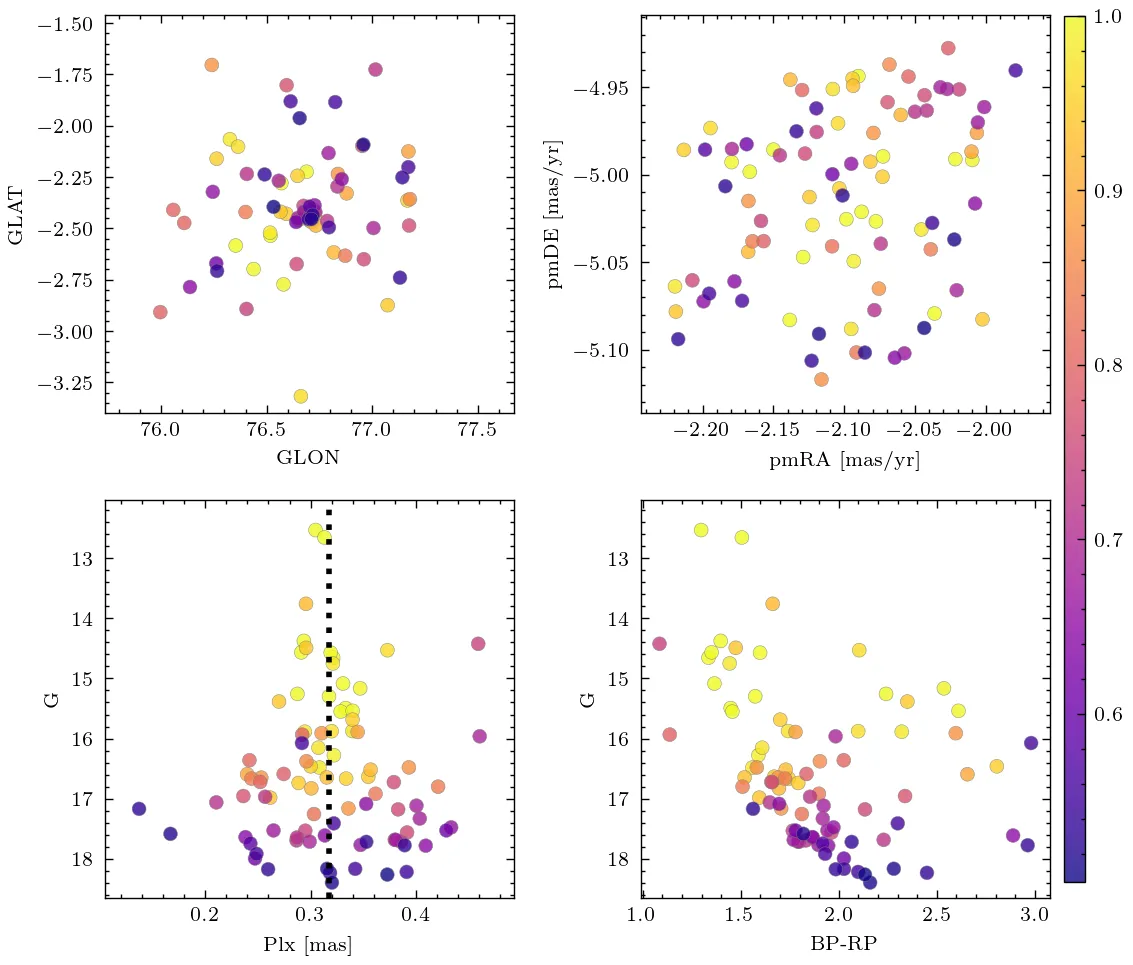 −1.50
−1.75
−2.00
−2.25
−2.50
−2.75
−3.00
−3.25
GLAT
76.0 76.5 77.0 77.5
GLON
−4.95
−5.00
−5.05
−5.10
pmDE [mas/yr]
−2.20 −2.15 −2.10 −2.05 −2.00
pmRA [mas/yr]
1.0
0.9
0.8
0.7
0.6
13
14
15
16
17
18
G
0.2 0.3 0.4
Plx [mas]
13
14
15
16
17
18
G
1.0 1.5 2.0 2.5 3.0
BP-RP